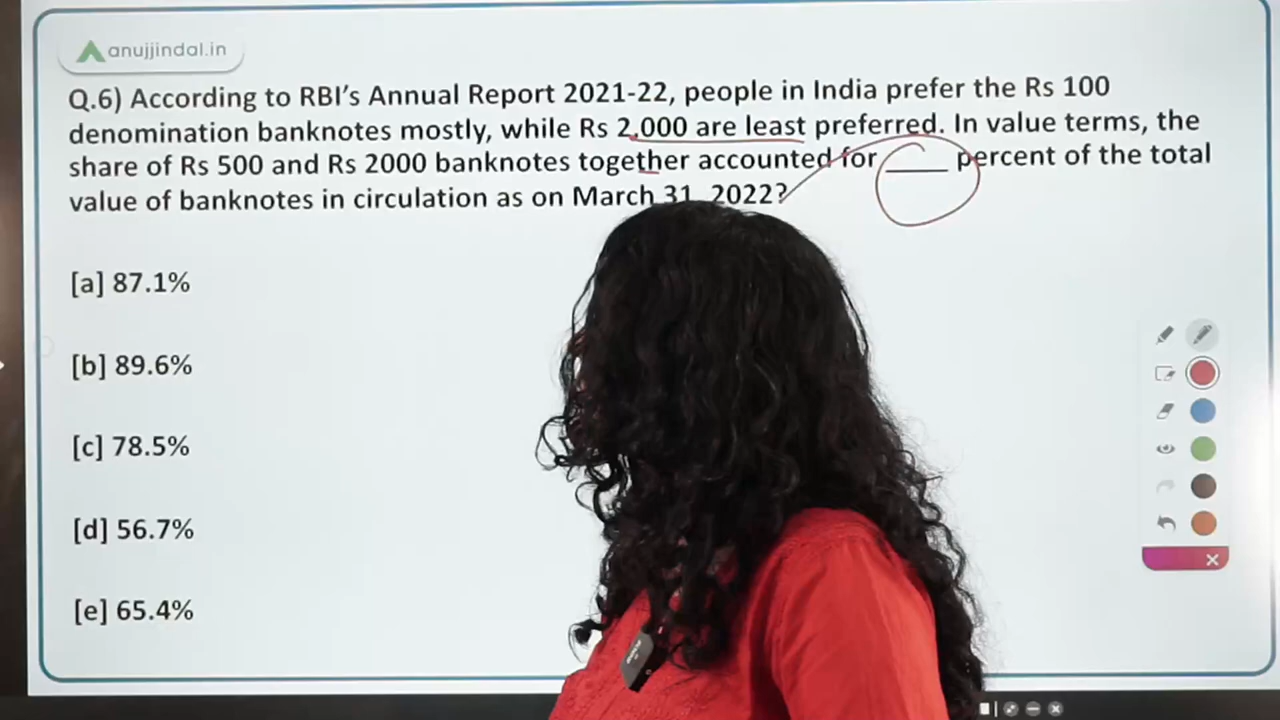 anujjindal.in
Q.6) According to RBI's Annual Report 2021-22, people in India prefer the Rs 100
denomination banknotes mostly, while Rs 2,000 are least preferred. In value terms, the
share of Rs 500 and Rs 2000 banknotes together accounted for ____ percent of the total
value of banknotes in circulation as on March 31, 2022?
[a] 87.1%
[b] 89.6%
[c] 78.5%
[d] 56.7%
[e] 65.4%